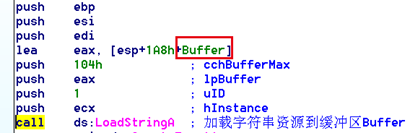 push    ebp
push    esi
push    edi
lea     eax, [esp+1A8h+Buffer]
push    104h            ; cchBufferMax
push    eax             ; lpBuffer
push    1               ; uID
push    ecx             ; hInstance
call    ds:LoadStringA  ; 加载字符串资源到缓冲区Buffer